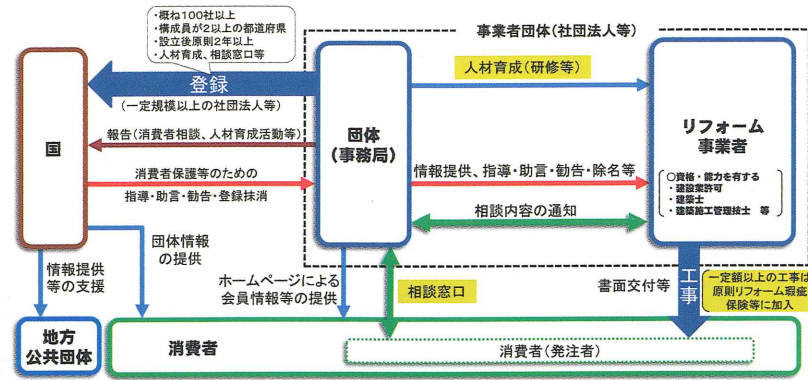 ・概ね100社以上
・構成員が2以上の都道府県
・設立後原則2年以上
・人材育成、相談窓口等
事業者団体(社団法人等)
登録
(一定規模以上の社団法人等)
人材育成(研修等)
国
報告(消費者相談、人材育成活動等)
団体
(事務局)
リフォーム
事業者
消費者保護等のための
指導・助言・勧告・登録抹消
情報提供、指導・助言・勧告・除名等
○資格・能力を有する
・建設業許可
・建築士
・建築施工管理技士 等
相談内容の通知
団体情報
の提供
情報提供
等の支援
ホームページによる
会員情報等の提供
相談窓口
書面交付等
工事
一定額以上の工事は
原則リフォーム瑕疵
保険等に加入
地方
公共団体
消費者
消費者(発注者)